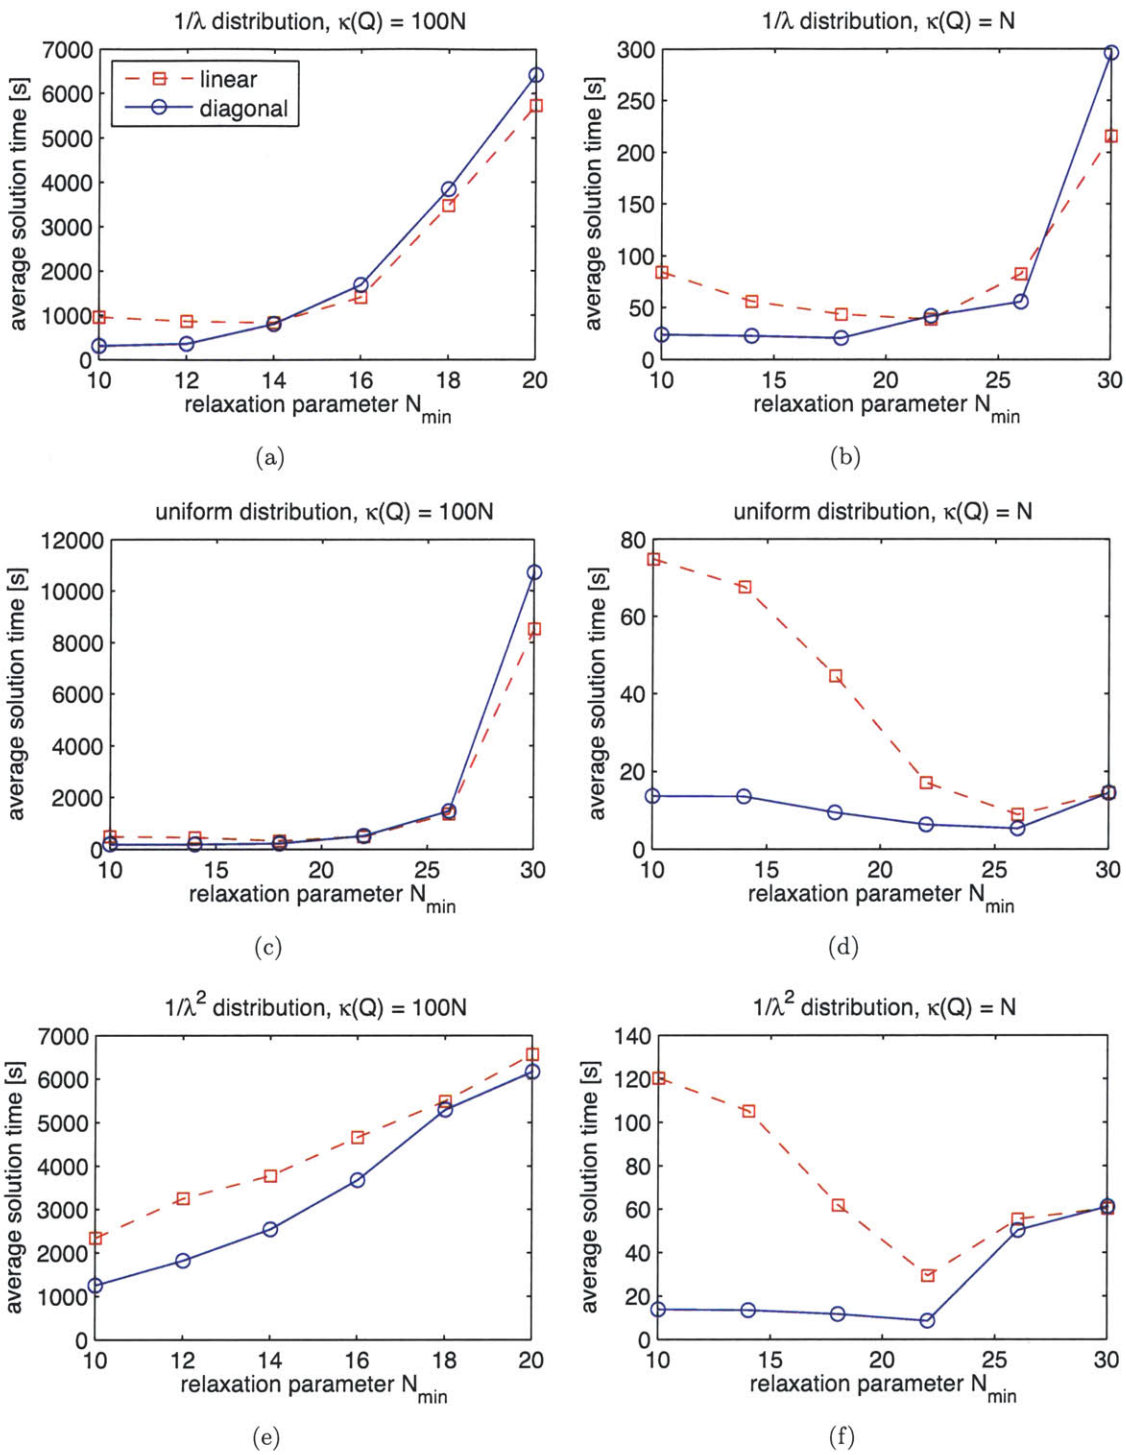 1/λ distribution, κ(Q) = 100N
7000
6000
5000
4000
3000
2000
1000
0
average solution time [s]
linear
diagonal
10 12 14 16 18 20
relaxation parameter N_min
(a)
1/λ distribution, κ(Q) = N
300
250
200
150
100
50
0
average solution time [s]
10 15 20 25 30
relaxation parameter N_min
(b)
uniform distribution, κ(Q) = 100N
12000
10000
8000
6000
4000
2000
0
average solution time [s]
10 15 20 25 30
relaxation parameter N_min
(c)
uniform distribution, κ(Q) = N
80
60
40
20
0
average solution time [s]
10 15 20 25 30
relaxation parameter N_min
(d)
1/λ² distribution, κ(Q) = 100N
7000
6000
5000
4000
3000
2000
1000
0
average solution time [s]
10 12 14 16 18 20
relaxation parameter N_min
(e)
1/λ² distribution, κ(Q) = N
140
120
100
80
60
40
20
0
average solution time [s]
10 15 20 25 30
relaxation parameter N_min
(f)